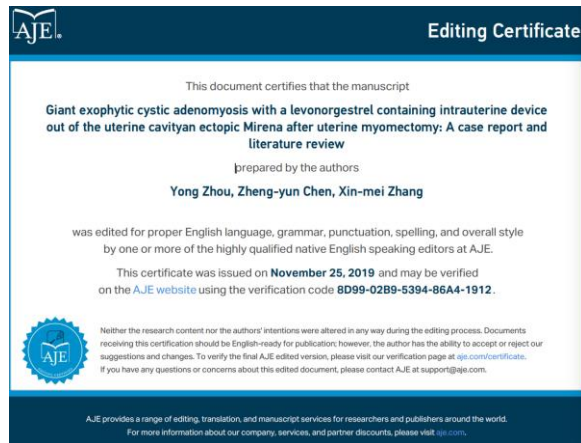 AJE®
Editing Certificate
This document certifies that the manuscript
Giant exophytic cystic adenomyosis with a levonorgestrel containing intrauterine device
out of the uterine cavityan ectopic Mirena after uterine myomectomy: A case report and
literature review
prepared by the authors
Yong Zhou, Zheng-yun Chen, Xin-mei Zhang
was edited for proper English language, grammar, punctuation, spelling, and overall style
by one or more of the highly qualified native English speaking editors at AJE.
This certificate was issued on November 25, 2019 and may be verified
on the AJE website using the verification code 8D99-02B9-5394-86A4-1912.
AJE
Neither the research content nor the authors' intentions were altered in any way during the editing process. Documents
receiving this certification should be English-ready for publication; however, the author has the ability to accept or reject our
suggestions and changes. To verify the final AJE edited version, please visit our verification page at aje.com/certificate.
If you have any questions or concerns about this edited document, please contact AJE at support@aje.com.
AJE provides a range of editing, translation, and manuscript services for researchers and publishers around the world.
For more information about our company, services, and partner discounts, please visit aje.com.